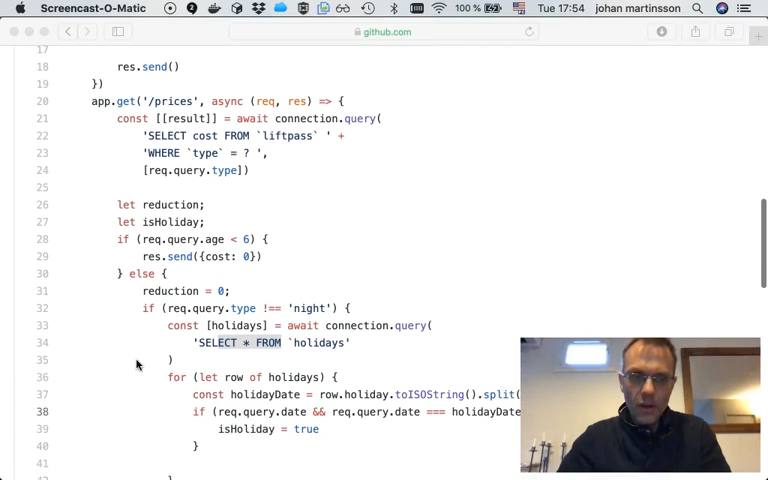 Screencast-O-Matic 2 100 % Tue 17:54 johan martinsson
github.com
17
18 res.send()
19 })
20 app.get('/prices', async (req, res) => {
21 const [[result]] = await connection.query(
22 'SELECT cost FROM `liftpass` ' +
23 'WHERE `type` = ? ',
24 [req.query.type])
25
26 let reduction;
27 let isHoliday;
28 if (req.query.age < 6) {
29 res.send({cost: 0})
30 } else {
31 reduction = 0;
32 if (req.query.type !== 'night') {
33 const [holidays] = await connection.query(
34 'SELECT * FROM `holidays'
35 )
36 for (let row of holidays) {
37 const holidayDate = row.holiday.toISOString().split(
38 if (req.query.date && req.query.date === holidayDate
39 isHoliday = true
40 }
41
42 }